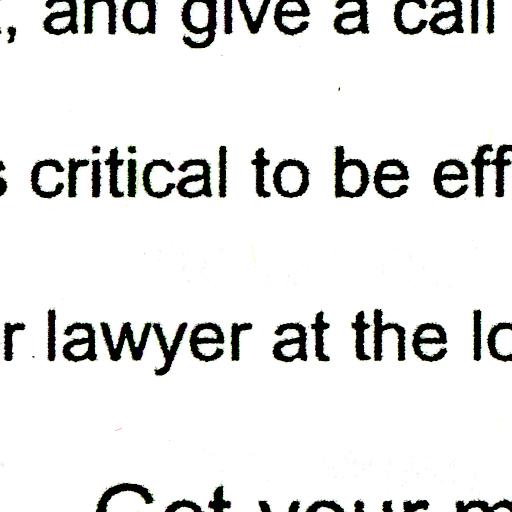 , and give a call
s critical to be eff
r lawyer at the lo
Get your m